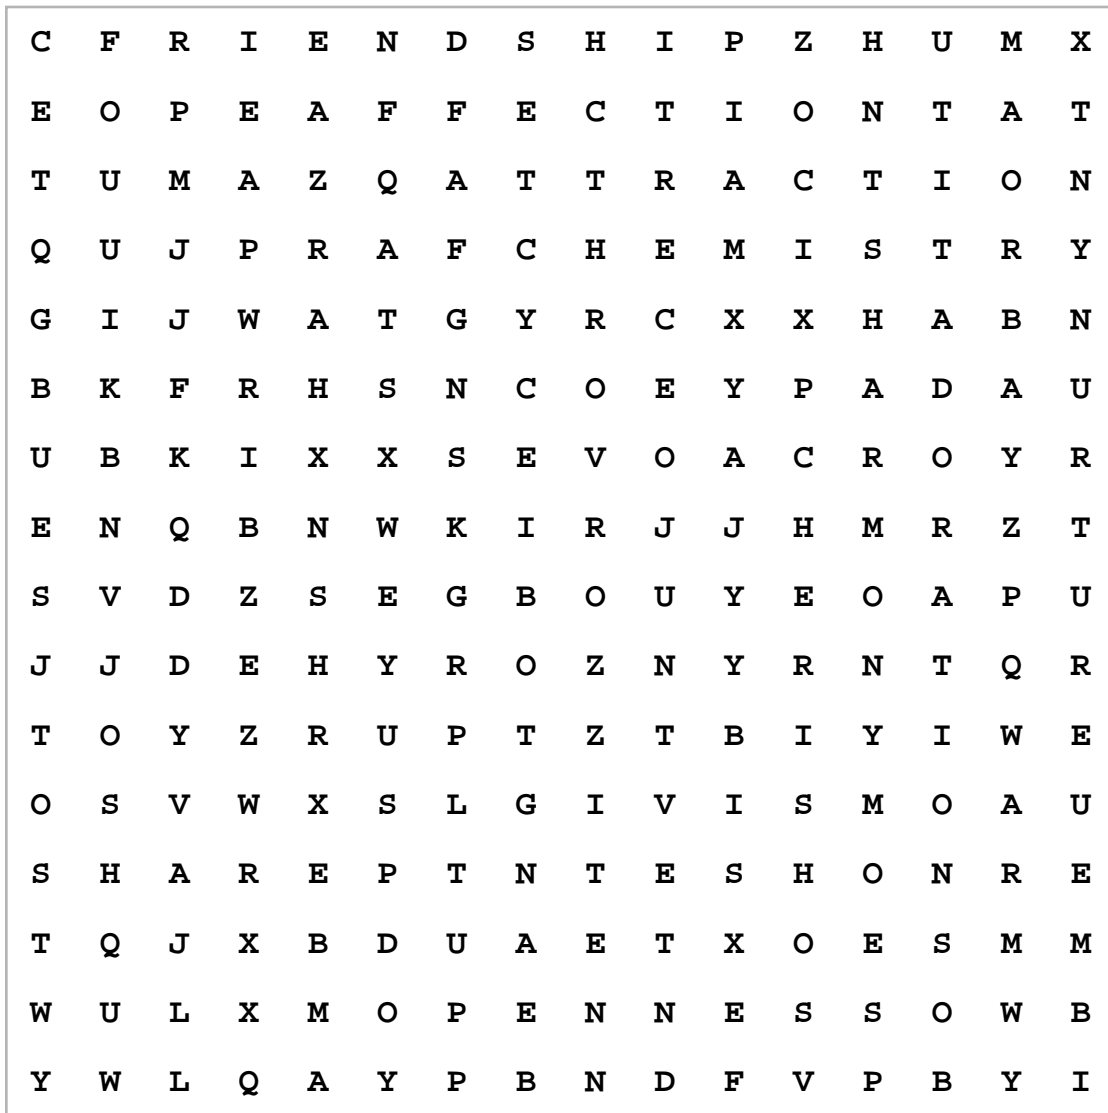 C F R I E N D S H I P Z H U M X
E O P E A F F E C T I O N T A T
T U M A Z Q A T T R A C T I O N
Q U J P R A F C H E M I S T R Y
G I J W A T G Y R C X X H A B N
B K F R H S N C O E Y P A D A U
U B K I X X S E V O A C R O Y R
E N Q B N W K I R J J H M R Z T
S V D Z S E G B O U Y E O A P U
J J D E H Y R O Z N Y R N T Q R
T O Y Z R U P T Z T B I Y I W E
O S V W X S L G I V I S M O A U
S H A R E P T N T E S H O N R E
T Q J X B D U A E T X O E S M M
W U L X M O P E N N E S S O W B
Y W L Q A Y P B N D F V P B Y I